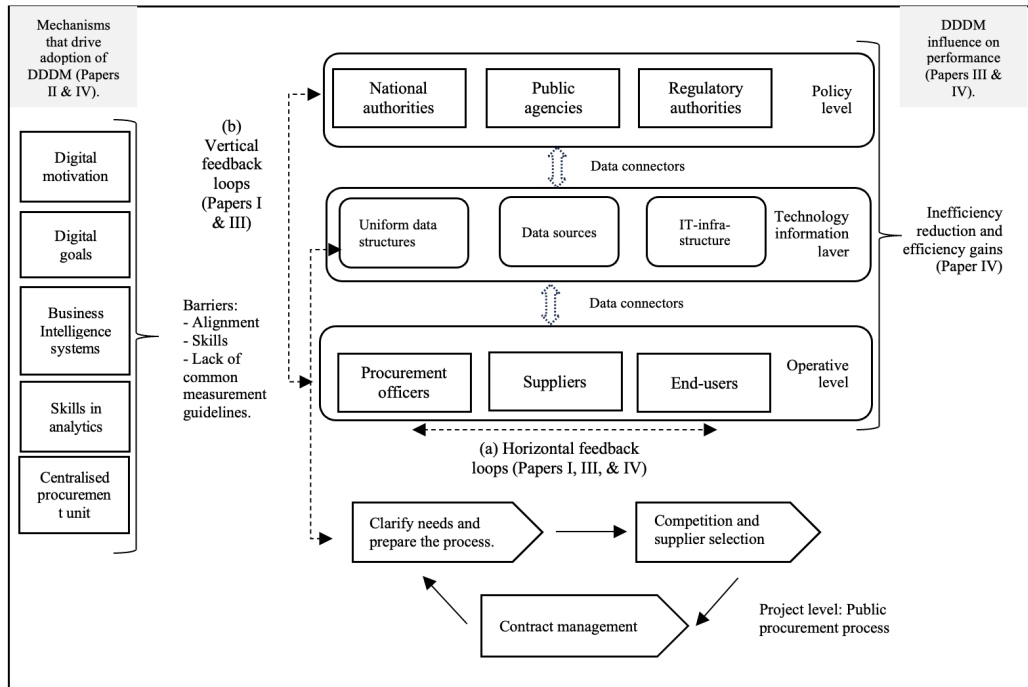 Mechanisms
that drive
adoption of
DDDM (Papers
II & IV).
Digital
motivation
Digital
goals
Business
Intelligence
systems
Skills in
analytics
Centralised
procuremen
t unit
Barriers:
- Alignment
- Skills
- Lack of
common
measurement
guidelines.
(b)
Vertical
feedback
loops
(Papers I
& III)
National
authorities
Public
agencies
Regulatory
authorities
Policy
level
Data connectors
Uniform data
structures
Data sources
IT-infra-
structure
Technology
information
laver
Data connectors
Procurement
officers
Suppliers
End-users
Operative
level
(a) Horizontal feedback
loops (Papers I, III, & IV)
Clarify needs and
prepare the process.
Competition and
supplier selection
Contract management
Project level: Public
procurement process
DDDM
influence on
performance
(Papers III &
IV).
Inefficiency
reduction and
efficiency gains
(Paper IV)